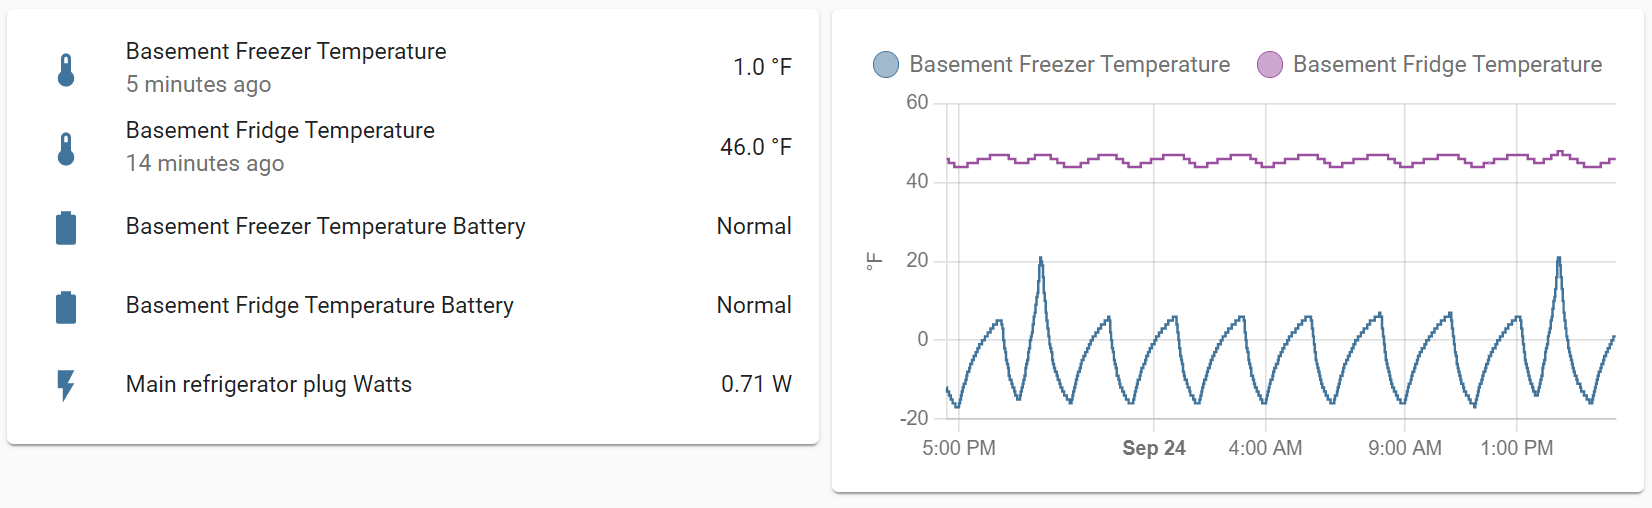 Basement Freezer Temperature
5 minutes ago
1.0 °F
Basement Fridge Temperature
14 minutes ago
46.0 °F
Basement Freezer Temperature Battery
Normal
Basement Fridge Temperature Battery
Normal
Main refrigerator plug Watts
0.71 W
Basement Freezer Temperature
Basement Fridge Temperature
60
40
20
0
-20
°F
5:00 PM
Sep 24
4:00 AM
9:00 AM
1:00 PM